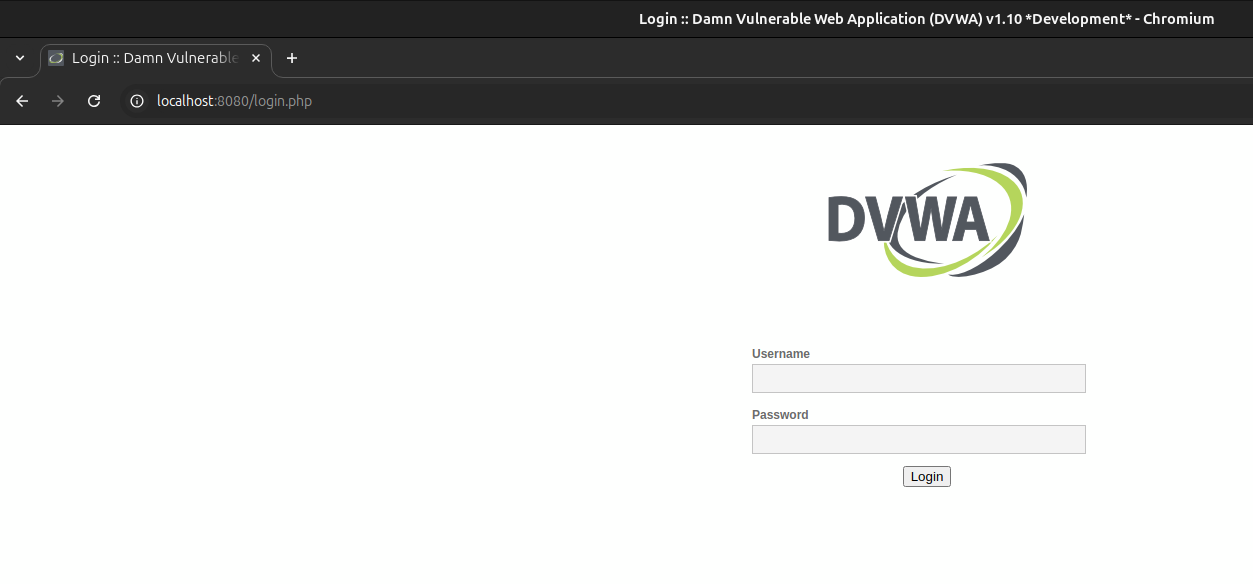 Login :: Damn Vulnerable Web Application (DVWA) v1.10 *Development* - Chromium
Login :: Damn Vulnerable
localhost:8080/login.php
DVWA
Username
Password
Login